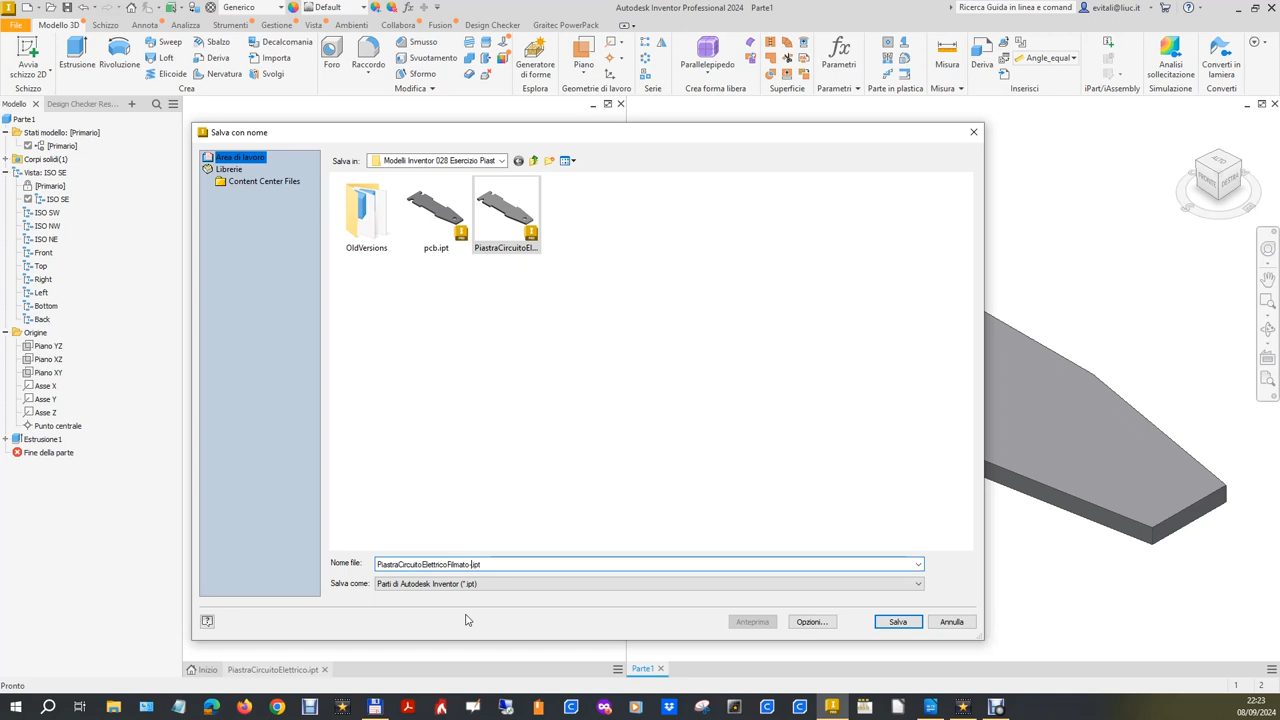 Generico
Default
Autodesk Inventor Professional 2024 Parte1
Ricerca Guida in linea e comand
evitali@liuc.it
File
Modello 3D
Schizzo
Annota
Analizza
Strumenti
Gestione
Vista
Ambienti
Collabora
Fusion
Design Checker
Graitec PowerPack
Avvia
schizzo 2D
Estrusione
Rivoluzione
Sweep
Sbalzo
Decalcomania
Loft
Deriva
Importa
Elicoide
Nervatura
Svolgi
Foro
Raccordo
Smusso
Svuotamento
Sformo
Generatore
di forme
Piano
Parallelepipedo
Parametri
Misura
Deriva
Angle_equal
Analisi
sollecitazione
Converti in
lamiera
Schizzo
Crea
Modifica
Esplora
Geometrie di lavoro
Serie
Crea forma libera
Superficie
Parametri
Parte in plastica
Misura
Inserisci
iPart/iAssembly
Simulazione
Converti
Modello
Design Checker Res...
Parte1
Stati modello: [Primario]
[Primario]
Corpi solidi(1)
Vista: ISO SE
[Primario]
ISO SE
ISO SW
ISO NW
ISO NE
Front
Top
Right
Left
Bottom
Back
Origine
Piano YZ
Piano XZ
Piano XY
Asse X
Asse Y
Asse Z
Punto centrale
Estrusione1
Fine della parte
Salva con nome
Area di lavoro
Librerie
Content Center Files
Salva in:
Modelli Inventor 028 Esercizio Piast
OldVersions
pcb.ipt
PiastraCircuitoEl...
Nome file:
PiastraCircuitoElettricoFilmato-.ipt
Salva come:
Parti di Autodesk Inventor (*.ipt)
Anteprima
Opzioni...
Salva
Annulla
ALTO
FRONTE
DESTRA
Inizio
PiastraCircuitoElettrico.ipt
Parte1
Pronto
1
2
22:23
08/09/2024